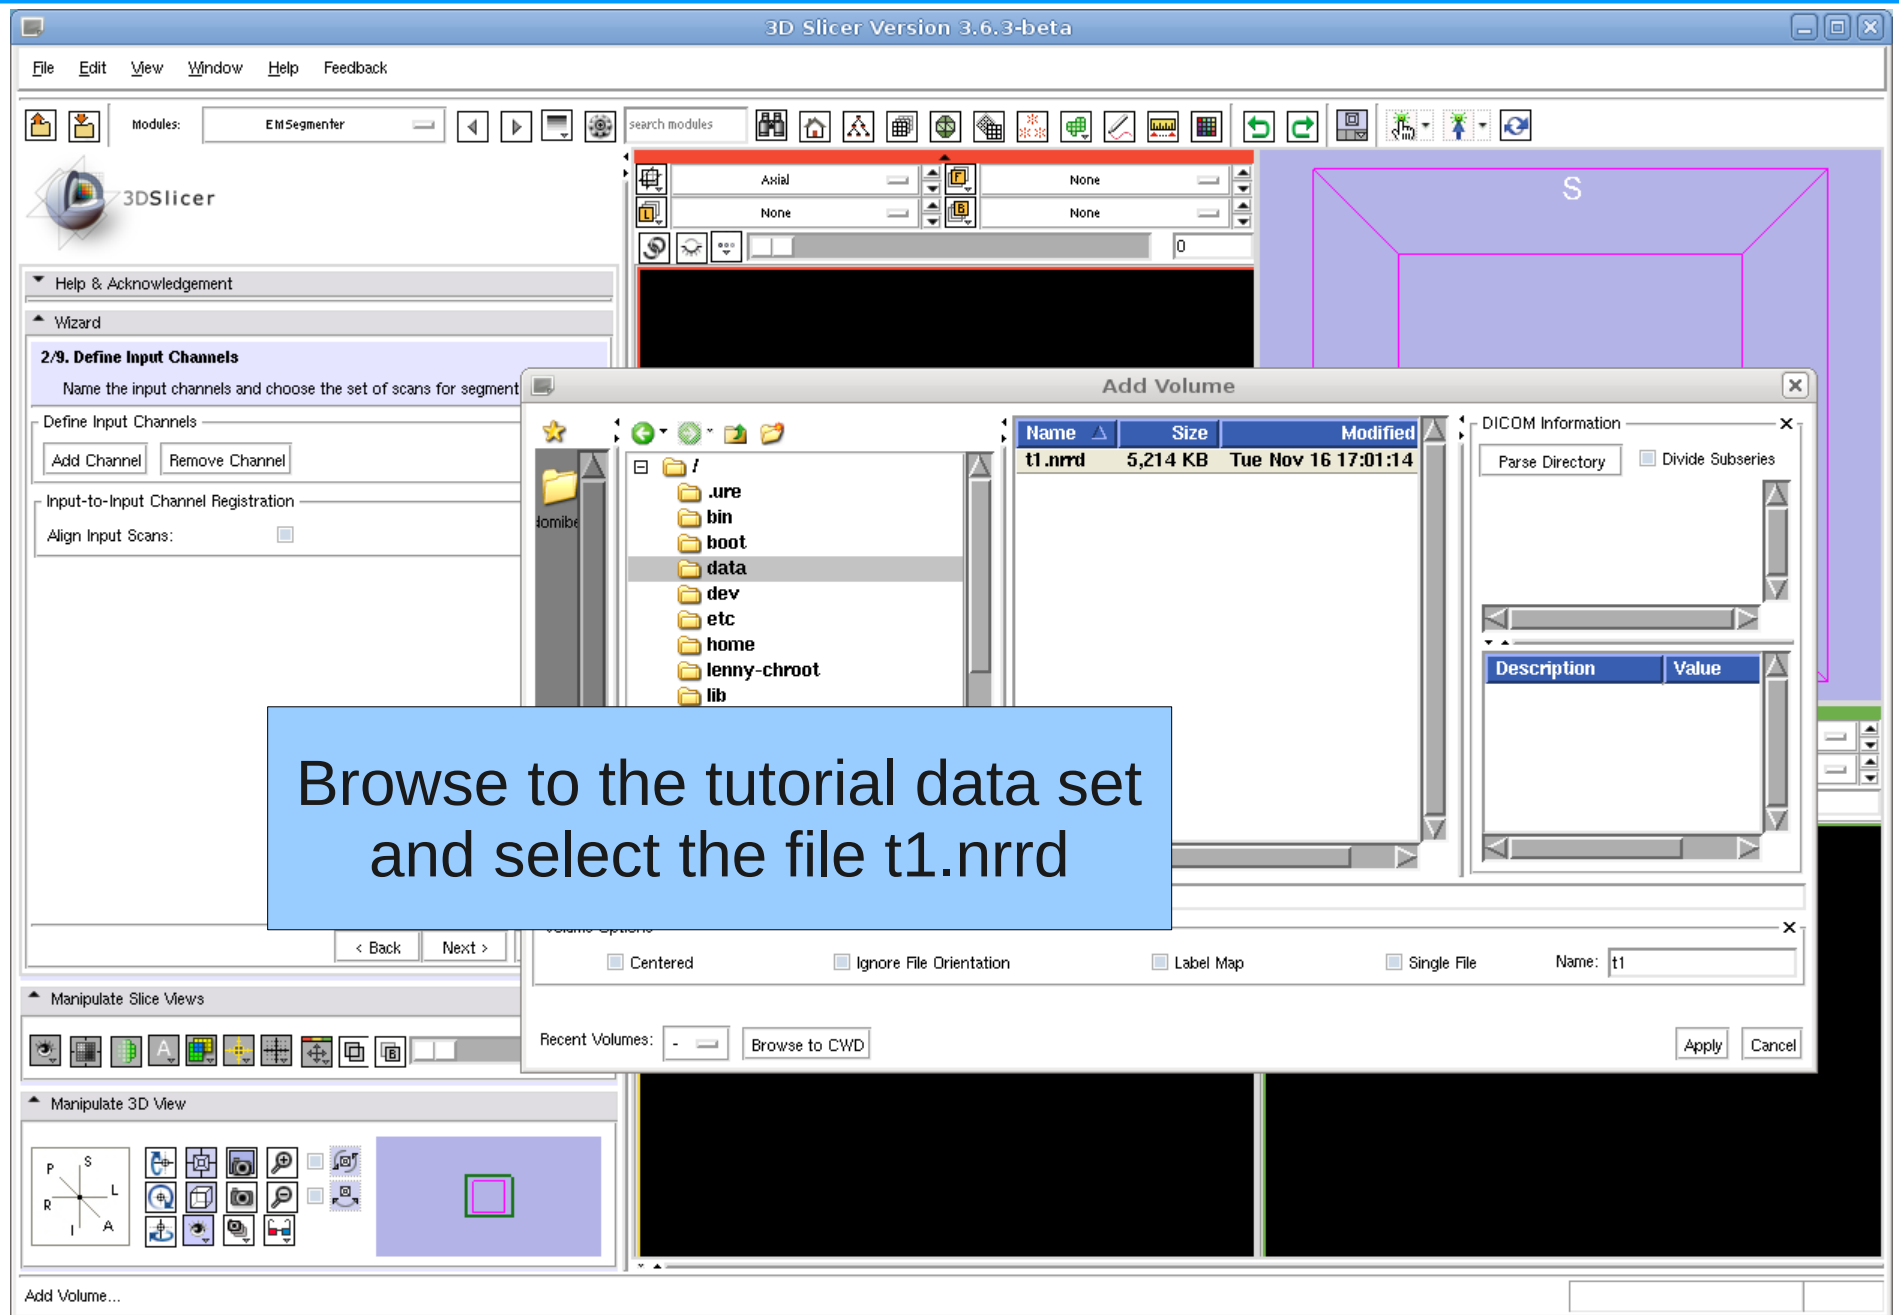 3D Slicer Version 3.6.3-beta
File Edit View Window Help Feedback
Modules: EMSegmenter search modules
3DSlicer
Axial None
None None
0
S
Help & Acknowledgement
Wizard
2/9. Define Input Channels
Name the input channels and choose the set of scans for segment
Define Input Channels
Add Channel Remove Channel
Input-to-Input Channel Registration
Align Input Scans:
Add Volume
domibe
/
.ure
bin
boot
data
dev
etc
home
lenny-chroot
lib
Name Size Modified
t1.nrrd 5,214 KB Tue Nov 16 17:01:14
DICOM Information
Parse Directory Divide Subseries
Description Value
Browse to the tutorial data set
and select the file t1.nrrd
Volume Options
Centered Ignore File Orientation Label Map Single File Name: t1
Recent Volumes: - Browse to CWD Apply Cancel
< Back Next >
Manipulate Slice Views
Manipulate 3D View
P S L R I A
Add Volume...